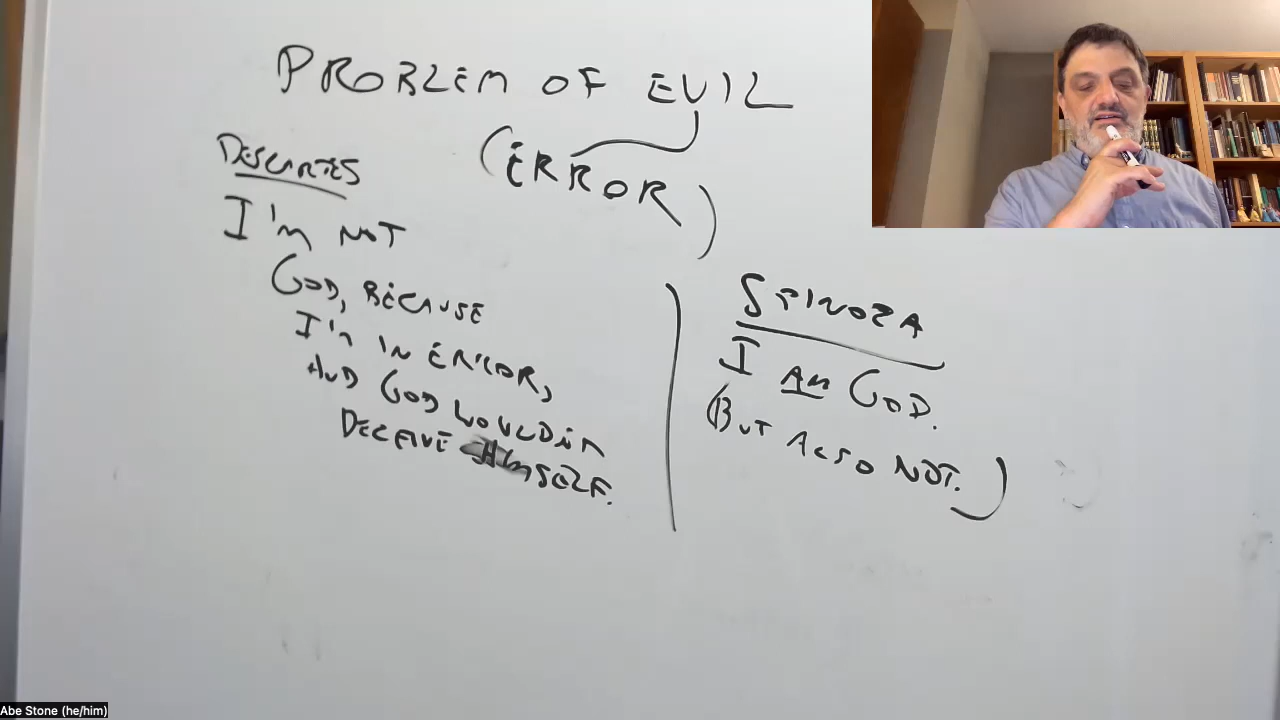 PROBLEM OF EVIL
(ERROR)
DESCARTES
I'm NOT
GOD, BECAUSE
I'm IN ERROR,
AND GOD WOULDn
DECEIVE HIMSELF.
SPINOZA
I AM GOD.
(BUT ALSO NOT.)
Abe Stone (he/him)